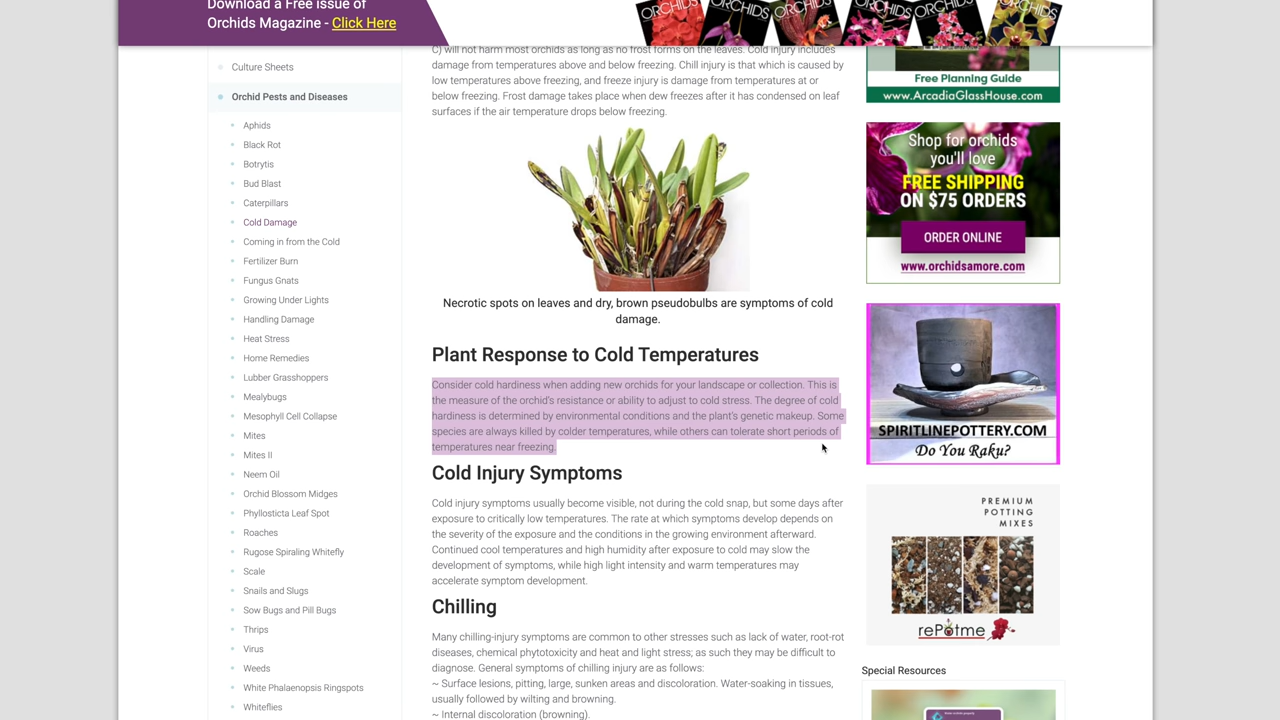 Download a Free issue of
Orchids Magazine - Click Here
ORCHIDS ORCHIDS ORCHIDS ORCHIDS ORCHIDS ORCHIDS
Culture Sheets
Orchid Pests and Diseases
Aphids
Black Rot
Botrytis
Bud Blast
Caterpillars
Cold Damage
Coming in from the Cold
Fertilizer Burn
Fungus Gnats
Growing Under Lights
Handling Damage
Heat Stress
Home Remedies
Lubber Grasshoppers
Mealybugs
Mesophyll Cell Collapse
Mites
Mites II
Neem Oil
Orchid Blossom Midges
Phyllosticta Leaf Spot
Roaches
Rugose Spiraling Whitefly
Scale
Snails and Slugs
Sow Bugs and Pill Bugs
Thrips
Virus
Weeds
White Phalaenopsis Ringspots
Whiteflies
C) will not harm most orchids as long as no frost forms on the leaves. Cold injury includes
damage from temperatures above and below freezing. Chill injury is that which is caused by
low temperatures above freezing, and freeze injury is damage from temperatures at or
below freezing. Frost damage takes place when dew freezes after it has condensed on leaf
surfaces if the air temperature drops below freezing.
Necrotic spots on leaves and dry, brown pseudobulbs are symptoms of cold
damage.
Plant Response to Cold Temperatures
Consider cold hardiness when adding new orchids for your landscape or collection. This is
the measure of the orchid's resistance or ability to adjust to cold stress. The degree of cold
hardiness is determined by environmental conditions and the plant's genetic makeup. Some
species are always killed by colder temperatures, while others can tolerate short periods of
temperatures near freezing.
Cold Injury Symptoms
Cold injury symptoms usually become visible, not during the cold snap, but some days after
exposure to critically low temperatures. The rate at which symptoms develop depends on
the severity of the exposure and the conditions in the growing environment afterward.
Continued cool temperatures and high humidity after exposure to cold may slow the
development of symptoms, while high light intensity and warm temperatures may
accelerate symptom development.
Chilling
Many chilling-injury symptoms are common to other stresses such as lack of water, root-rot
diseases, chemical phytotoxicity and heat and light stress; as such they may be difficult to
diagnose. General symptoms of chilling injury are as follows:
~ Surface lesions, pitting, large, sunken areas and discoloration. Water-soaking in tissues,
usually followed by wilting and browning.
~ Internal discoloration (browning).
Free Planning Guide
www.ArcadiaGlassHouse.com
Shop for orchids
you'll love
FREE SHIPPING
ON $75 ORDERS
ORDER ONLINE
www.orchidsamore.com
SPIRITLINEPOTTERY.COM
Do You Raku?
PREMIUM
POTTING
MIXES
rePotme
Special Resources